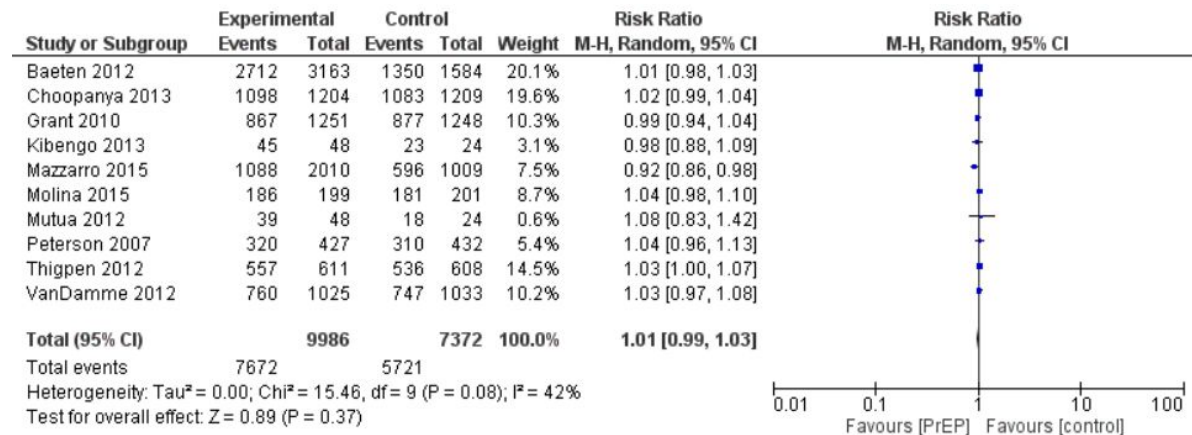 Experimental Control Risk Ratio Risk Ratio
Study or Subgroup Events Total Events Total Weight M-H, Random, 95% CI M-H, Random, 95% CI
Baeten 2012 2712 3163 1350 1584 20.1% 1.01 [0.98, 1.03]
Choopanya 2013 1098 1204 1083 1209 19.6% 1.02 [0.99, 1.04]
Grant 2010 867 1251 877 1248 10.3% 0.99 [0.94, 1.04]
Kibengo 2013 45 48 23 24 3.1% 0.98 [0.88, 1.09]
Mazzarro 2015 1088 2010 596 1009 7.5% 0.92 [0.86, 0.98]
Molina 2015 186 199 181 201 8.7% 1.04 [0.98, 1.10]
Mutua 2012 39 48 18 24 0.6% 1.08 [0.83, 1.42]
Peterson 2007 320 427 310 432 5.4% 1.04 [0.96, 1.13]
Thigpen 2012 557 611 536 608 14.5% 1.03 [1.00, 1.07]
VanDamme 2012 760 1025 747 1033 10.2% 1.03 [0.97, 1.08]
Total (95% CI) 9986 7372 100.0% 1.01 [0.99, 1.03]
Total events 7672 5721
Heterogeneity: Tau² = 0.00; Chi² = 15.46, df = 9 (P = 0.08); I² = 42%
Test for overall effect: Z = 0.89 (P = 0.37)
0.01 0.1 1 10 100
Favours [PrEP] Favours [control]